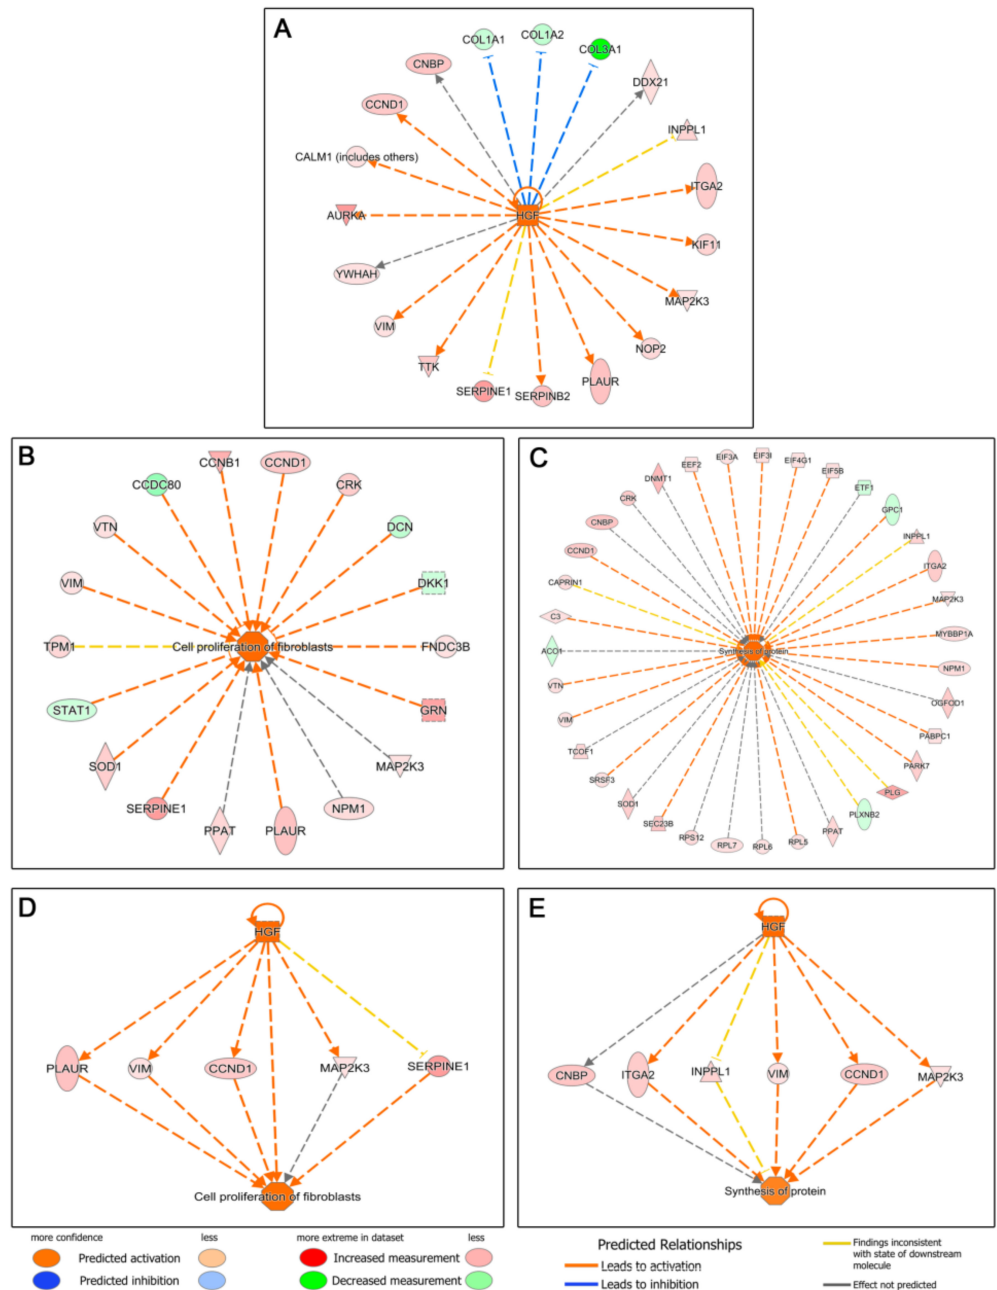 A
COL1A1
COL1A2
COL3A1
CNBP
DDX21
CCND1
INPPL1
CALM1 (includes others)
ITGA2
AURKA
HGF
KIF11
YWHAH
MAP2K3
VIM
NOP2
TTK
PLAUR
SERPINE1
SERPINB2
B
CCNB1
CCND1
CCDC80
CRK
VTN
DCN
VIM
DKK1
TPM1
Cell proliferation of fibroblasts
FNDC3B
STAT1
GRN
SOD1
MAP2K3
SERPINE1
PPAT
PLAUR
NPM1
C
EIF3A
EIF3I
EIF4G1
EEF2
EIF5B
DNMT1
ETF1
CRK
GPC1
CNBP
INPPL1
CCND1
ITGA2
CAPRIN1
MAP2K3
C3
MYBBP1A
ACO1
Synthesis of protein
NPM1
VTN
OGFOD1
VIM
PABPC1
TCOF1
PARK7
SRSF3
PLG
SOD1
PLXNB2
SEC23B
PPAT
RPS12
RPL7
RPL6
RPL5
D
HGF
PLAUR
VIM
CCND1
MAP2K3
SERPINE1
Cell proliferation of fibroblasts
E
HGF
CNBP
ITGA2
INPPL1
VIM
CCND1
MAP2K3
Synthesis of protein
more confidence
less
Predicted activation
Predicted inhibition
more extreme in dataset
less
Increased measurement
Decreased measurement
Predicted Relationships
Leads to activation
Leads to inhibition
Findings inconsistent
with state of downstream
molecule
Effect not predicted